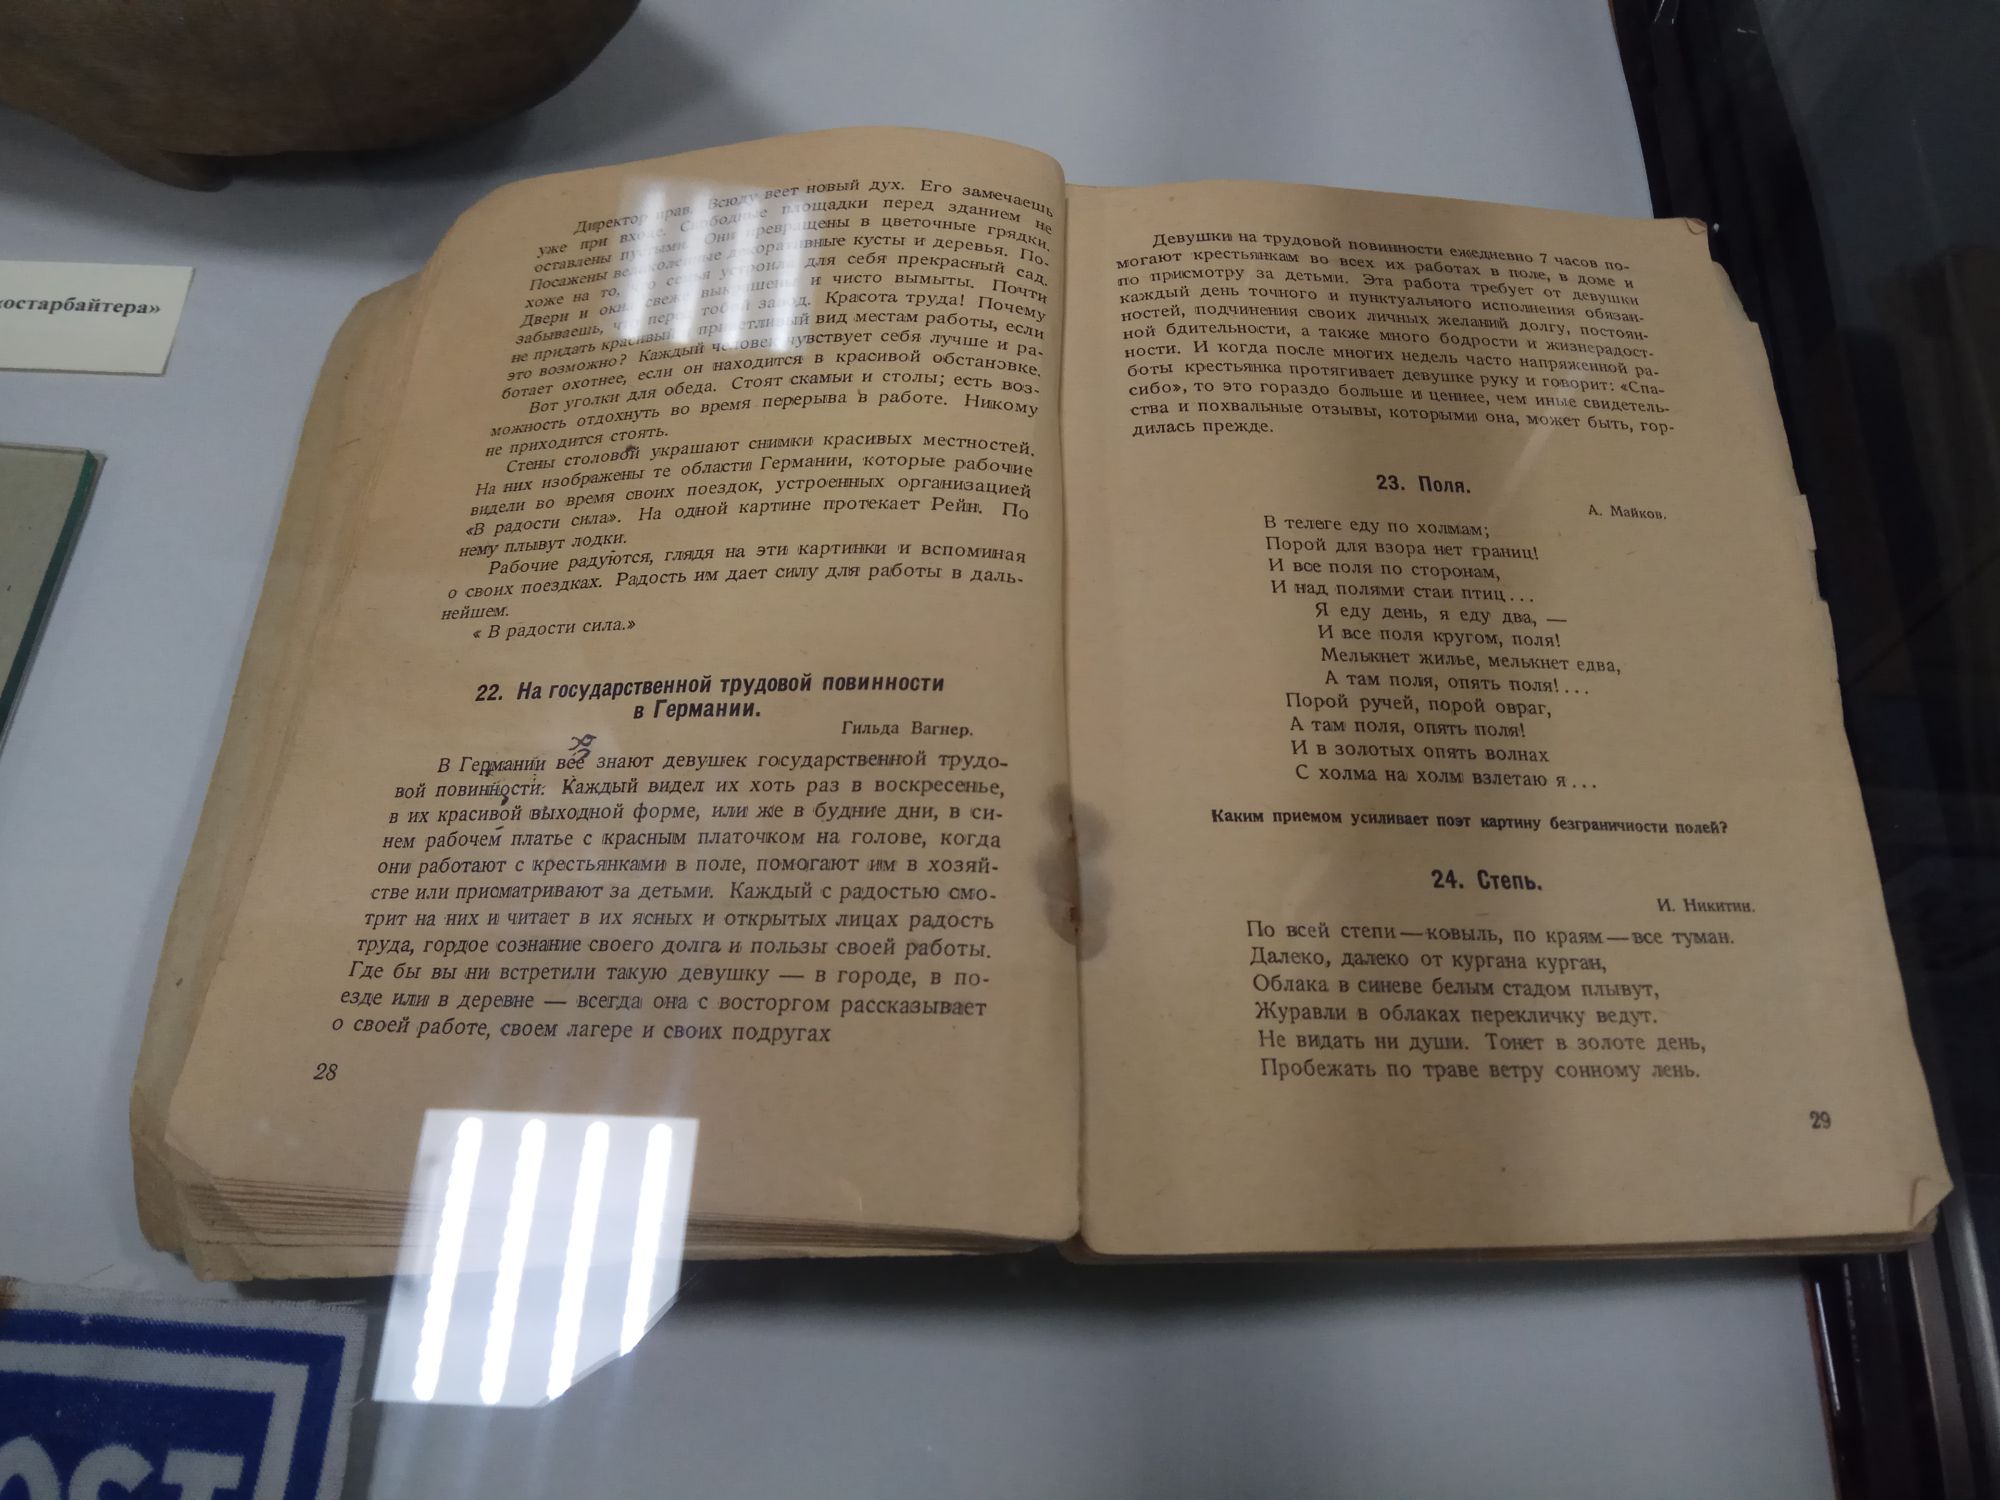 «остарбайтера»
Директор прав. Всюду веет новый дух. Его замечаешь
уже при входе. Свободные площадки перед зданием не
оставлены пустыми. Они превращены в цветочные грядки.
Посажены великолепные декоративные кусты и деревья. По-
хоже на то, что семья устроила для себя прекрасный сад.
Двери и окна свеже выкрашены и чисто вымыты. Почти
забываешь, что перед тобой завод. Красота труда! Почему
не придать красивый, приветливый вид местам работы, если
это возможно? Каждый человек чувствует себя лучше и ра-
ботает охотнее, если он находится в красивой обстановке.
Вот уголки для обеда. Стоят скамьи и столы; есть воз-
можность отдохнуть во время перерыва в работе. Никому
не приходится стоять.
Стены столовой украшают снимки красивых местностей.
На них изображены те области Германии, которые рабочие
видели во время своих поездок, устроенных организацией
«В радости сила». На одной картине протекает Рейн. По
нему плывут лодки.
Рабочие радуются, глядя на эти картинки и вспоминая
о своих поездках. Радость им дает силу для работы в даль-
нейшем.
« В радости сила.»
22. На государственной трудовой повинности
в Германии.
Гильда Вагнер.
В Германии все знают девушек государственной трудо-
вой повинности. Каждый видел их хоть раз в воскресенье,
в их красивой выходной форме, или же в будние дни, в си-
нем рабочем платье с красным платочком на голове, когда
они работают с крестьянками в поле, помогают им в хозяй-
стве или присматривают за детьми. Каждый с радостью смо-
трит на них и читает в их ясных и открытых лицах радость
труда, гордое сознание своего долга и пользы своей работы.
Где бы вы ни встретили такую девушку — в городе, в по-
езде или в деревне — всегда она с восторгом рассказывает
о своей работе, своем лагере и своих подругах
28
Девушки на трудовой повинности ежедневно 7 часов по-
могают крестьянкам во всех их работах в поле, в доме и
по присмотру за детьми. Эта работа требует от девушки
каждый день точного и пунктуального исполнения обязан-
ностей, подчинения своих личных желаний долгу, постоян-
ной бдительности, а также много бодрости и жизнерадост-
ности. И когда после многих недель часто напряженной ра-
боты крестьянка протягивает девушке руку и говорит: «Спа-
сибо», то это гораздо больше и ценнее, чем иные свидетель-
ства и похвальные отзывы, которыми она, может быть, гор-
дилась прежде.
23. Поля.
А. Майков.
В телеге еду по холмам;
Порой для взора нет границ!
И все поля по сторонам,
И над полями стаи птиц...
Я еду день, я еду два, —
И все поля кругом, поля!
Мелькнет жилье, мелькнет едва,
А там поля, опять поля!...
Порой ручей, порой овраг,
А там поля, опять поля!
И в золотых опять волнах
С холма на холм взлетаю я...
Каким приемом усиливает поэт картину безграничности полей?
24. Степь.
И. Никитин.
По всей степи—ковыль, по краям—все туман.
Далеко, далеко от кургана курган,
Облака в синеве белым стадом плывут,
Журавли в облаках перекличку ведут.
Не видать ни души. Тонет в золоте день,
Пробежать по траве ветру сонному лень.
29
OST